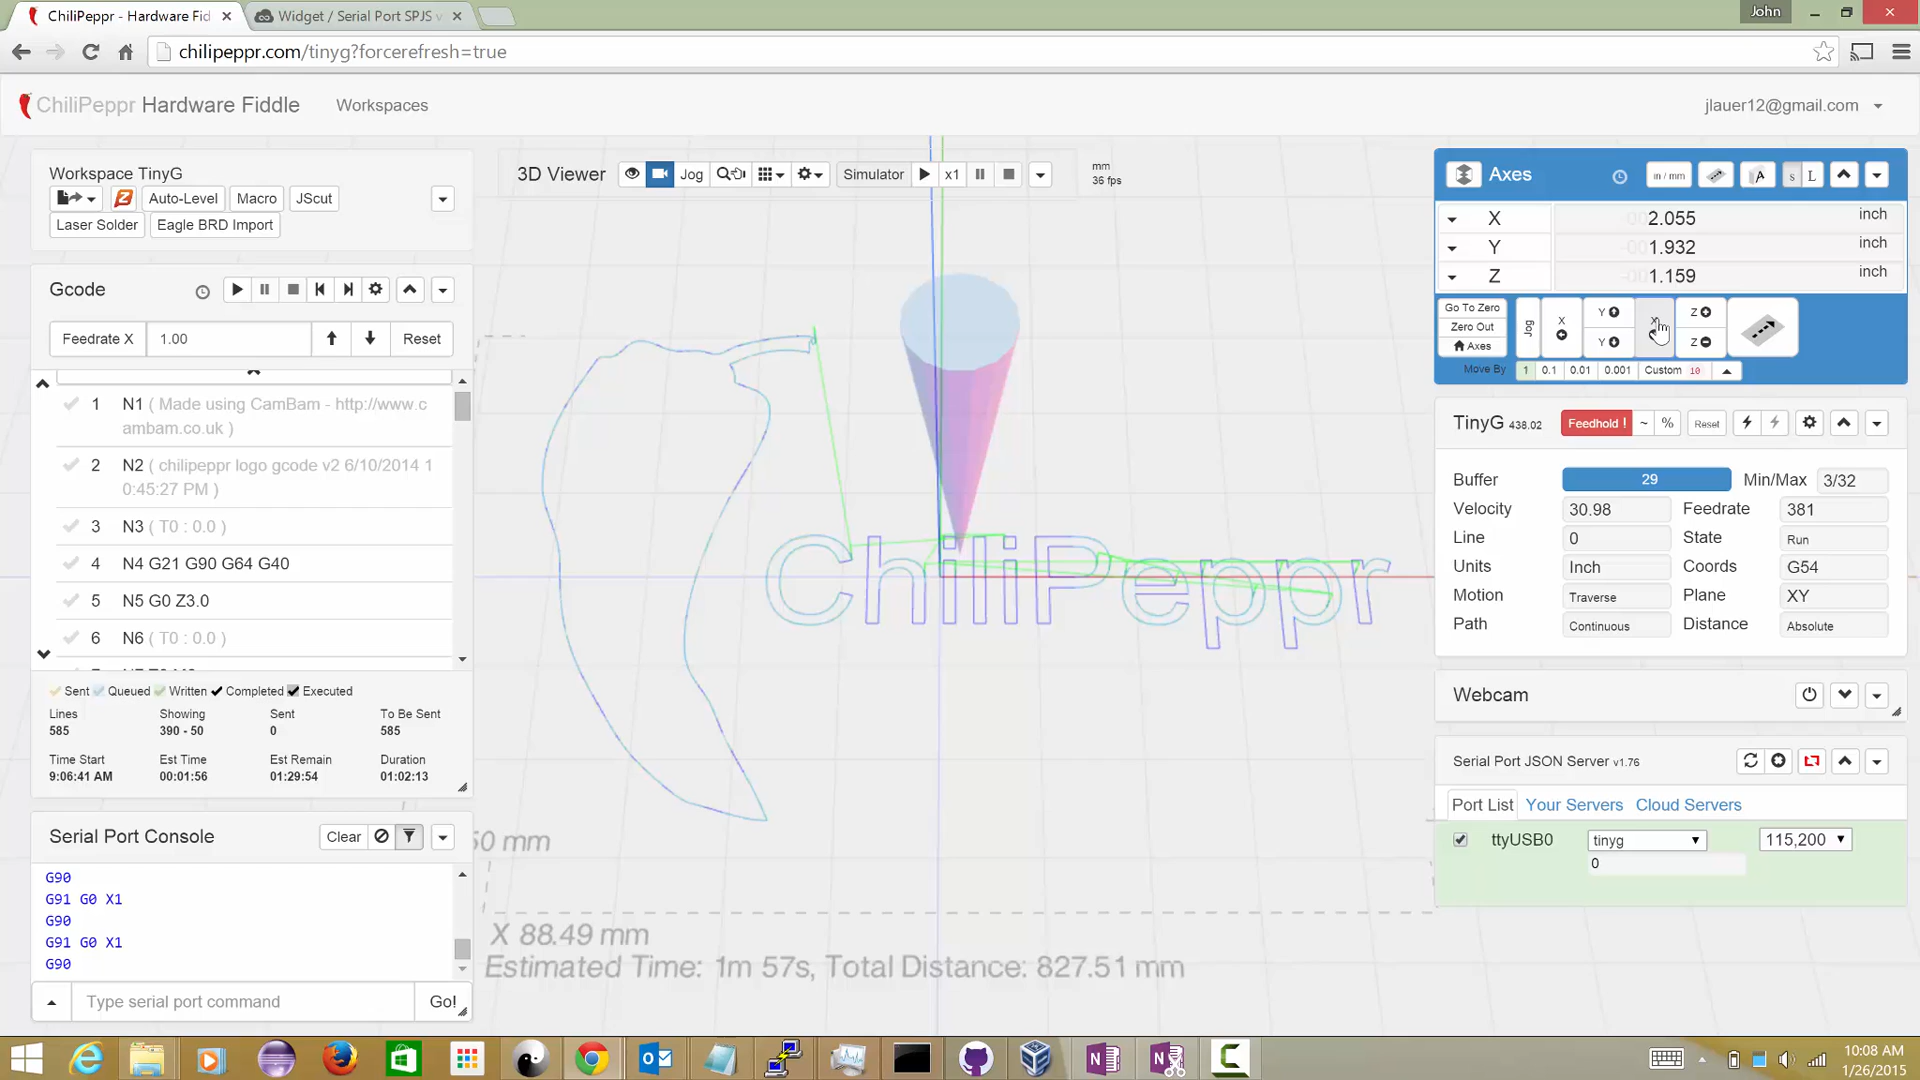 ChiliPeppr - Hardware Fid
Widget / Serial Port SPJS v
John
chilipeppr.com/tinyg?forcerefresh=true
ChiliPeppr Hardware Fiddle
Workspaces
jlauer12@gmail.com
Workspace TinyG
Auto-Level
Macro
JScut
Laser Solder
Eagle BRD Import
Gcode
Feedrate X
1.00
Reset
1 N1 ( Made using CamBam - http://www.c
ambam.co.uk )
2 N2 ( chilipeppr logo gcode v2 6/10/2014 1
0:45:27 PM )
3 N3 ( T0 : 0.0 )
4 N4 G21 G90 G64 G40
5 N5 G0 Z3.0
6 N6 ( T0 : 0.0 )
Sent Queued Written Completed Executed
Lines Showing Sent To Be Sent
585 390 - 50 0 585
Time Start Est Time Est Remain Duration
9:06:41 AM 00:01:56 01:29:54 01:02:13
Serial Port Console
Clear
G90
G91 G0 X1
G90
G91 G0 X1
G90
Type serial port command
Go!
3D Viewer
Jog
Simulator
x1
mm
36 fps
ChiliPeppr
50 mm
X 88.49 mm
Estimated Time: 1m 57s, Total Distance: 827.51 mm
Axes
in / mm
A
s L
X 2.055 inch
Y 1.932 inch
Z 1.159 inch
Go To Zero
Zero Out
Axes
Jog
X
Y
Y
X
Z
Z
Move By
1 0.1 0.01 0.001 Custom 10
TinyG 438.02
Feedhold !
~
%
Reset
Buffer 29 Min/Max 3/32
Velocity 30.98 Feedrate 381
Line 0 State Run
Units Inch Coords G54
Motion Traverse Plane XY
Path Continuous Distance Absolute
Webcam
Serial Port JSON Server v1.76
Port List Your Servers Cloud Servers
ttyUSB0 tinyg 115,200
0
10:08 AM
1/26/2015